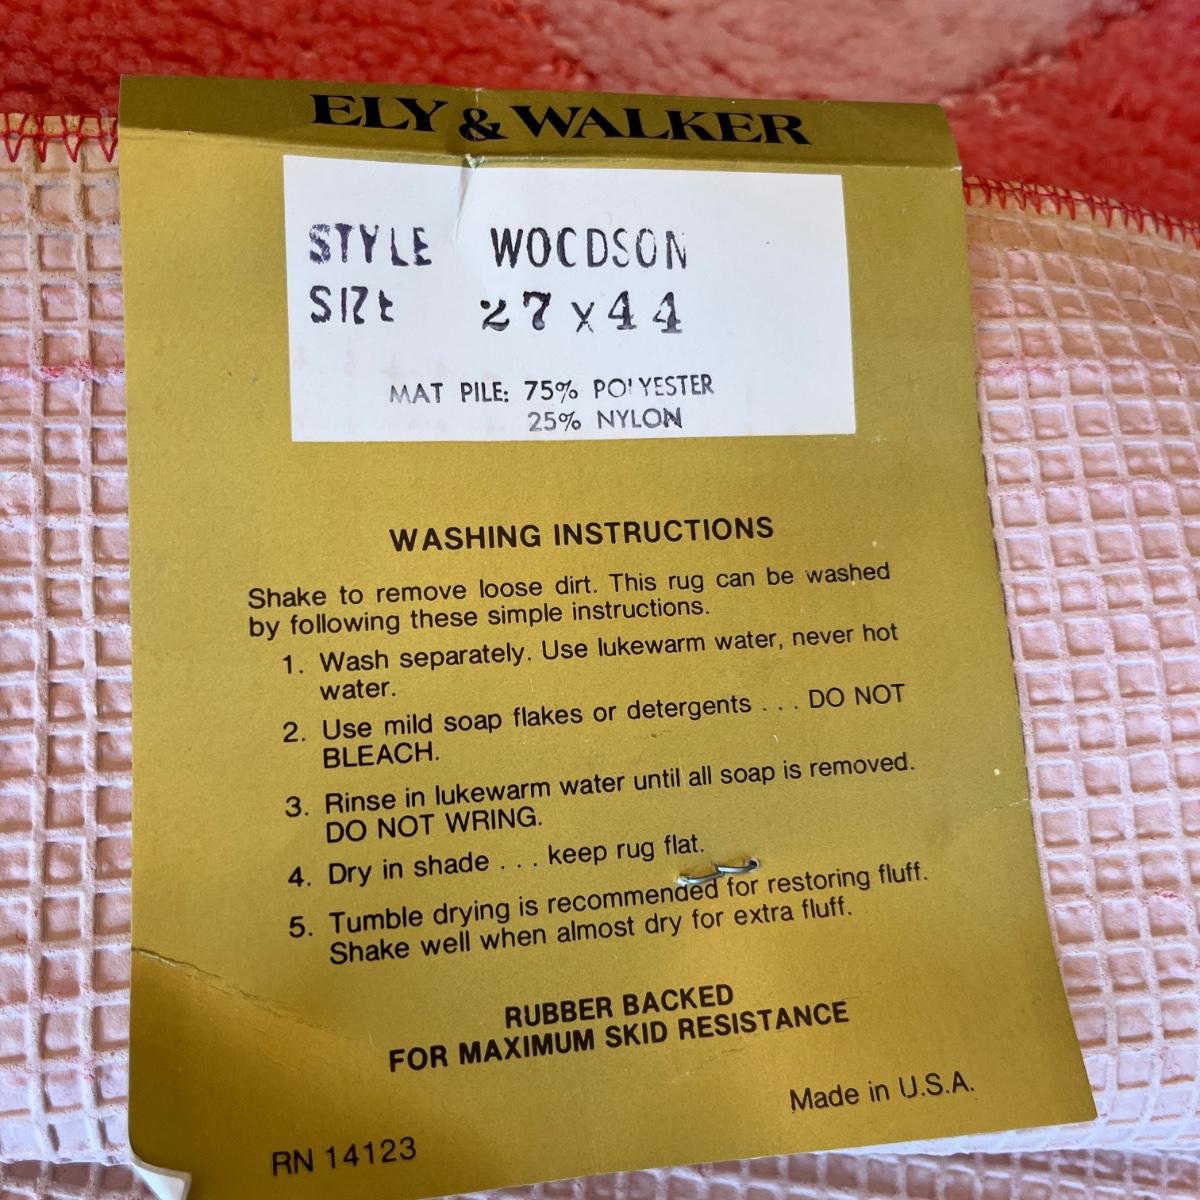 ELY & WALKER
STYLE WOCDSON
SIZE 27 x 44
MAT PILE: 75% POLYESTER
25% NYLON
WASHING INSTRUCTIONS
Shake to remove loose dirt. This rug can be washed
by following these simple instructions.
1. Wash separately. Use lukewarm water, never hot
water.
2. Use mild soap flakes or detergents . . . DO NOT
BLEACH.
3. Rinse in lukewarm water until all soap is removed.
DO NOT WRING.
4. Dry in shade . . . keep rug flat.
5. Tumble drying is recommended for restoring fluff.
Shake well when almost dry for extra fluff.
RUBBER BACKED
FOR MAXIMUM SKID RESISTANCE
Made in U.S.A.
RN 14123